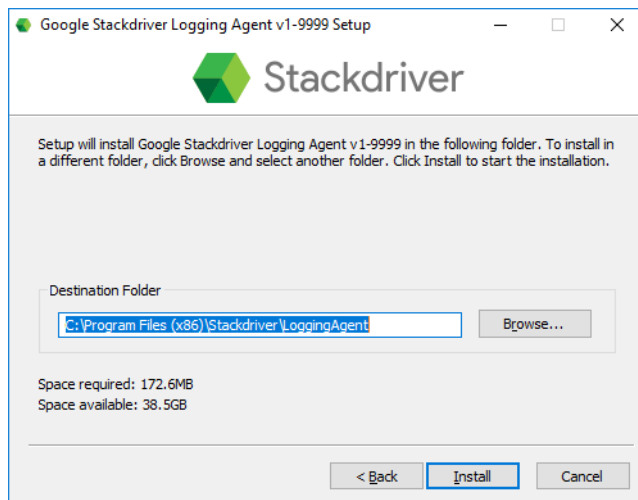 Google Stackdriver Logging Agent v1-9999 Setup
Stackdriver
Setup will install Google Stackdriver Logging Agent v1-9999 in the following folder. To install in
a different folder, click Browse and select another folder. Click Install to start the installation.
Destination Folder
C:\Program Files (x86)\Stackdriver\LoggingAgent
Browse...
Space required: 172.6MB
Space available: 38.5GB
< Back
Install
Cancel